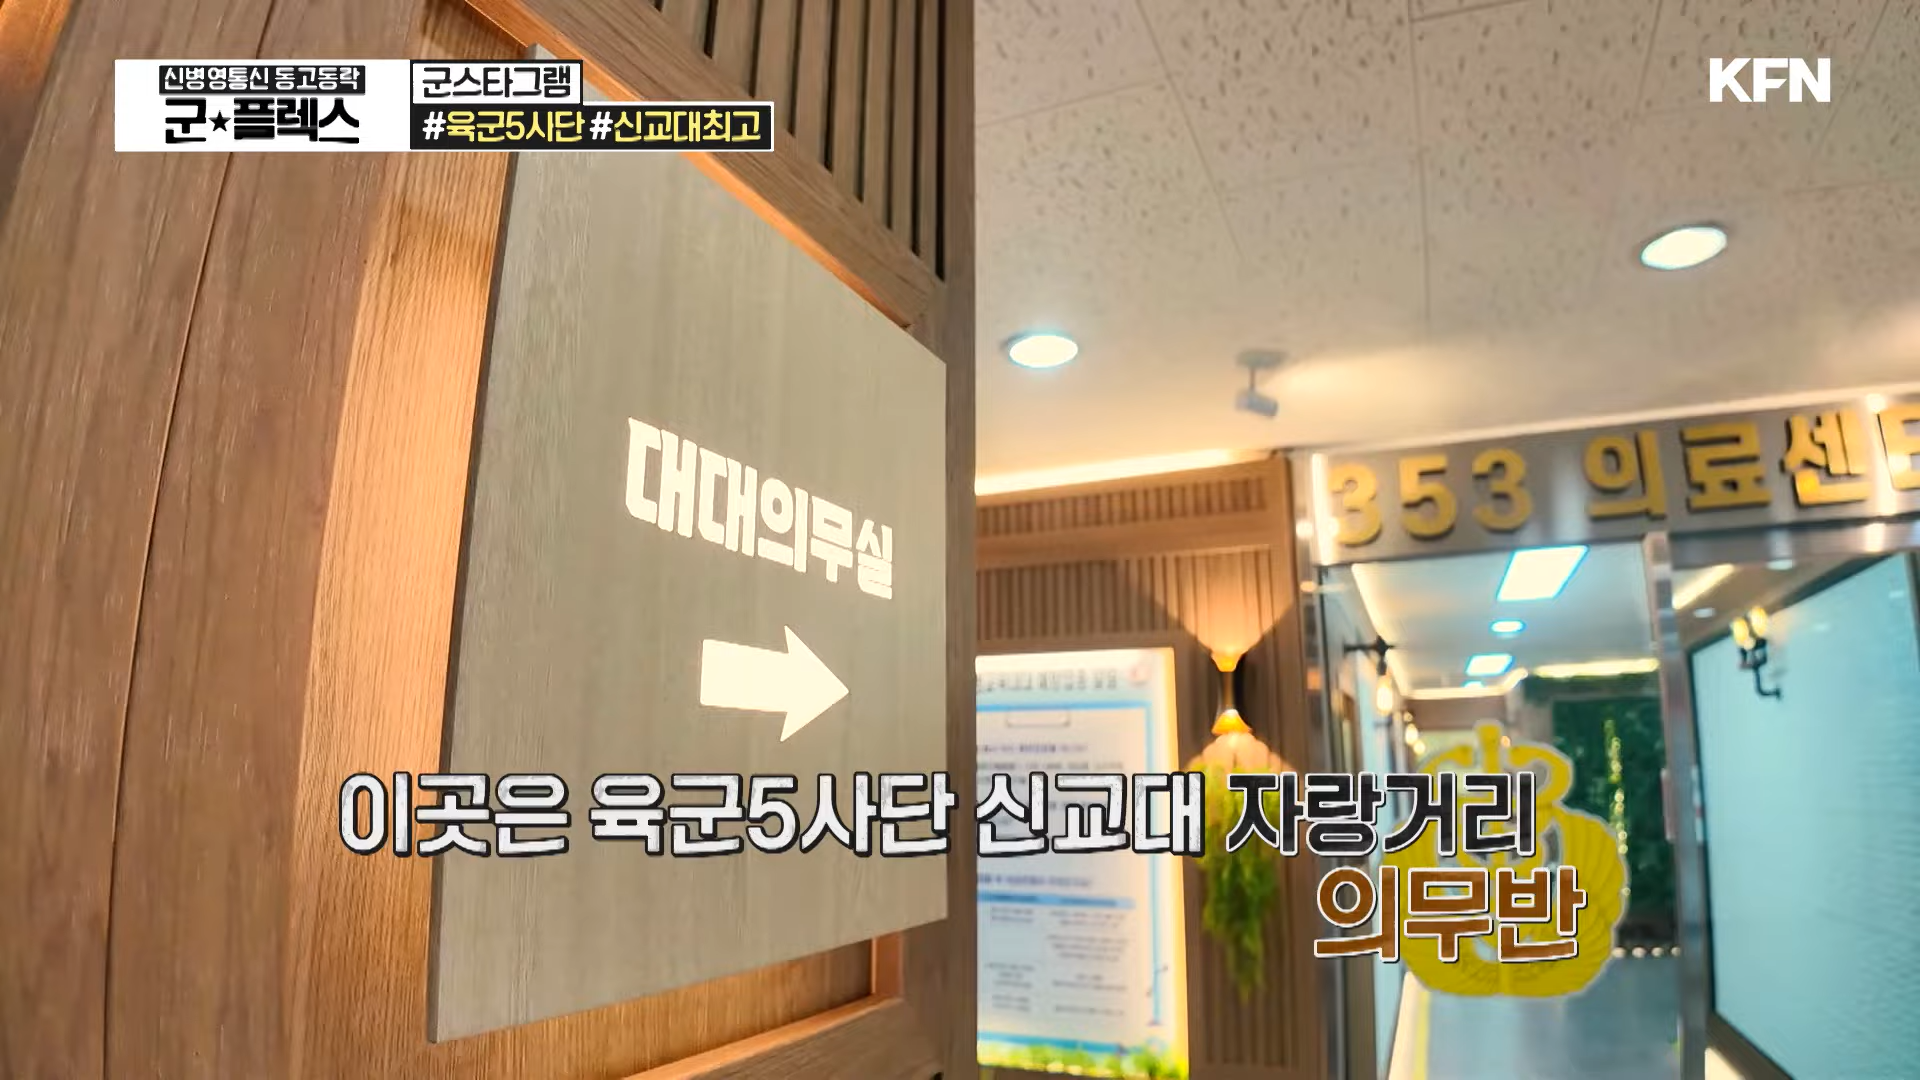 신병영통신 동고동락
군★플렉스
군스타그램
#육군5사단 #신교대최고
KFN
대대의무실
353 의료센터
이곳은 육군5사단 신교대 자랑거리
의무반